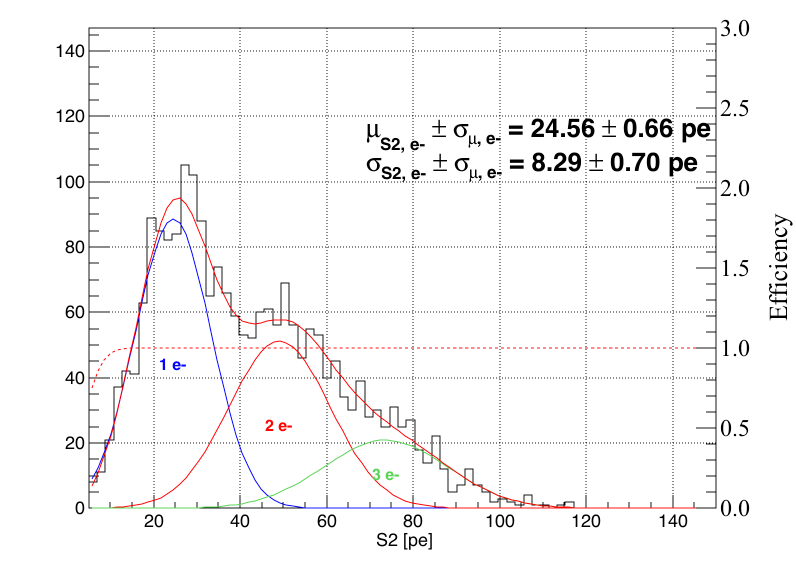 μS2, e- ± σμ, e- = 24.56 ± 0.66 pe
σS2, e- ± σμ, e- = 8.29 ± 0.70 pe
1 e-
2 e-
3 e-
0
20
40
60
80
100
120
140
20 40 60 80 100 120 140
S2 [pe]
3.0
2.5
2.0
1.5
1.0
0.5
0.0
Efficiency